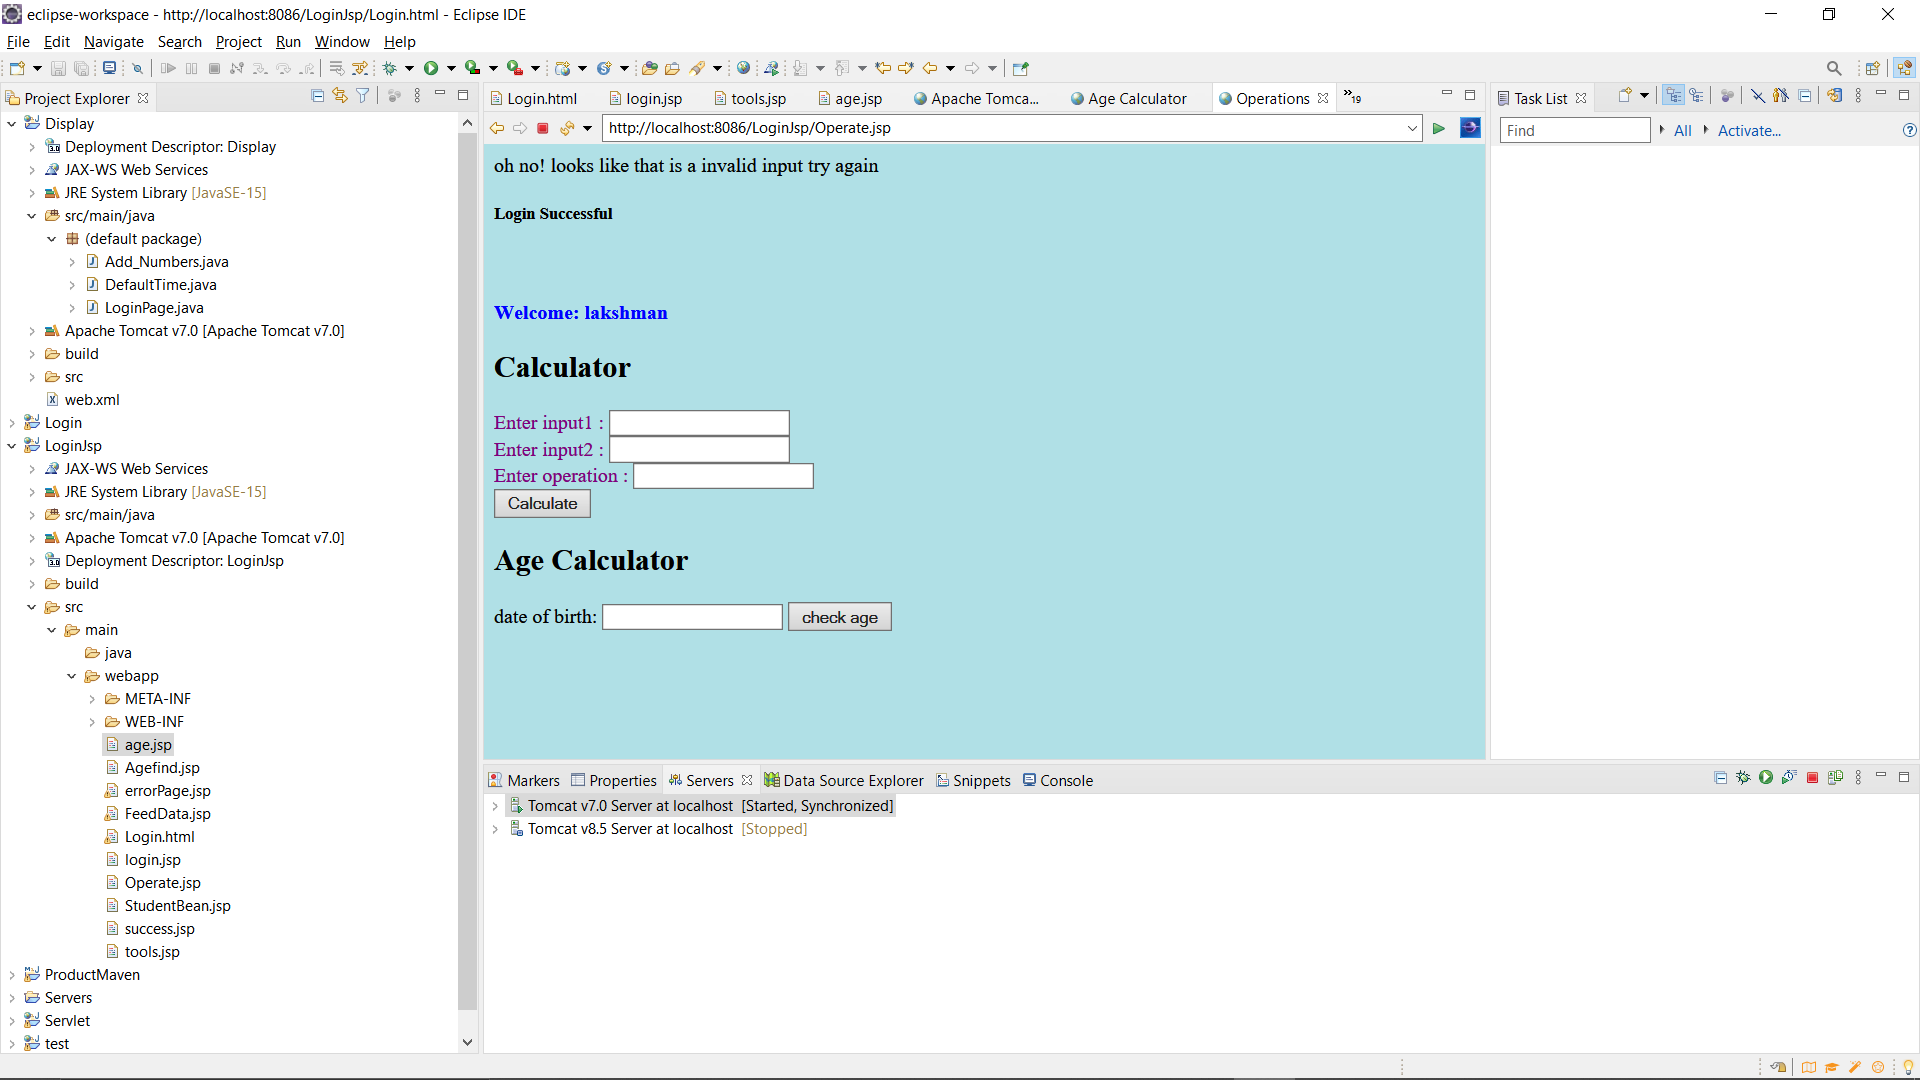 eclipse-workspace - http://localhost:8086/LoginJsp/Login.html - Eclipse IDE
File Edit Navigate Search Project Run Window Help
Project Explorer
Display
Deployment Descriptor: Display
JAX-WS Web Services
JRE System Library [JavaSE-15]
src/main/java
(default package)
Add_Numbers.java
DefaultTime.java
LoginPage.java
Apache Tomcat v7.0 [Apache Tomcat v7.0]
build
src
web.xml
Login
LoginJsp
JAX-WS Web Services
JRE System Library [JavaSE-15]
src/main/java
Apache Tomcat v7.0 [Apache Tomcat v7.0]
Deployment Descriptor: LoginJsp
build
src
main
java
webapp
META-INF
WEB-INF
age.jsp
Agefind.jsp
errorPage.jsp
FeedData.jsp
Login.html
login.jsp
Operate.jsp
StudentBean.jsp
success.jsp
tools.jsp
ProductMaven
Servers
Servlet
test
Login.html login.jsp tools.jsp age.jsp Apache Tomca... Age Calculator Operations »19
http://localhost:8086/LoginJsp/Operate.jsp
oh no! looks like that is a invalid input try again
Login Successful
Welcome: lakshman
Calculator
Enter input1 :
Enter input2 :
Enter operation :
Calculate
Age Calculator
date of birth: check age
Task List
Find All Activate...
Markers Properties Servers Data Source Explorer Snippets Console
Tomcat v7.0 Server at localhost [Started, Synchronized]
Tomcat v8.5 Server at localhost [Stopped]